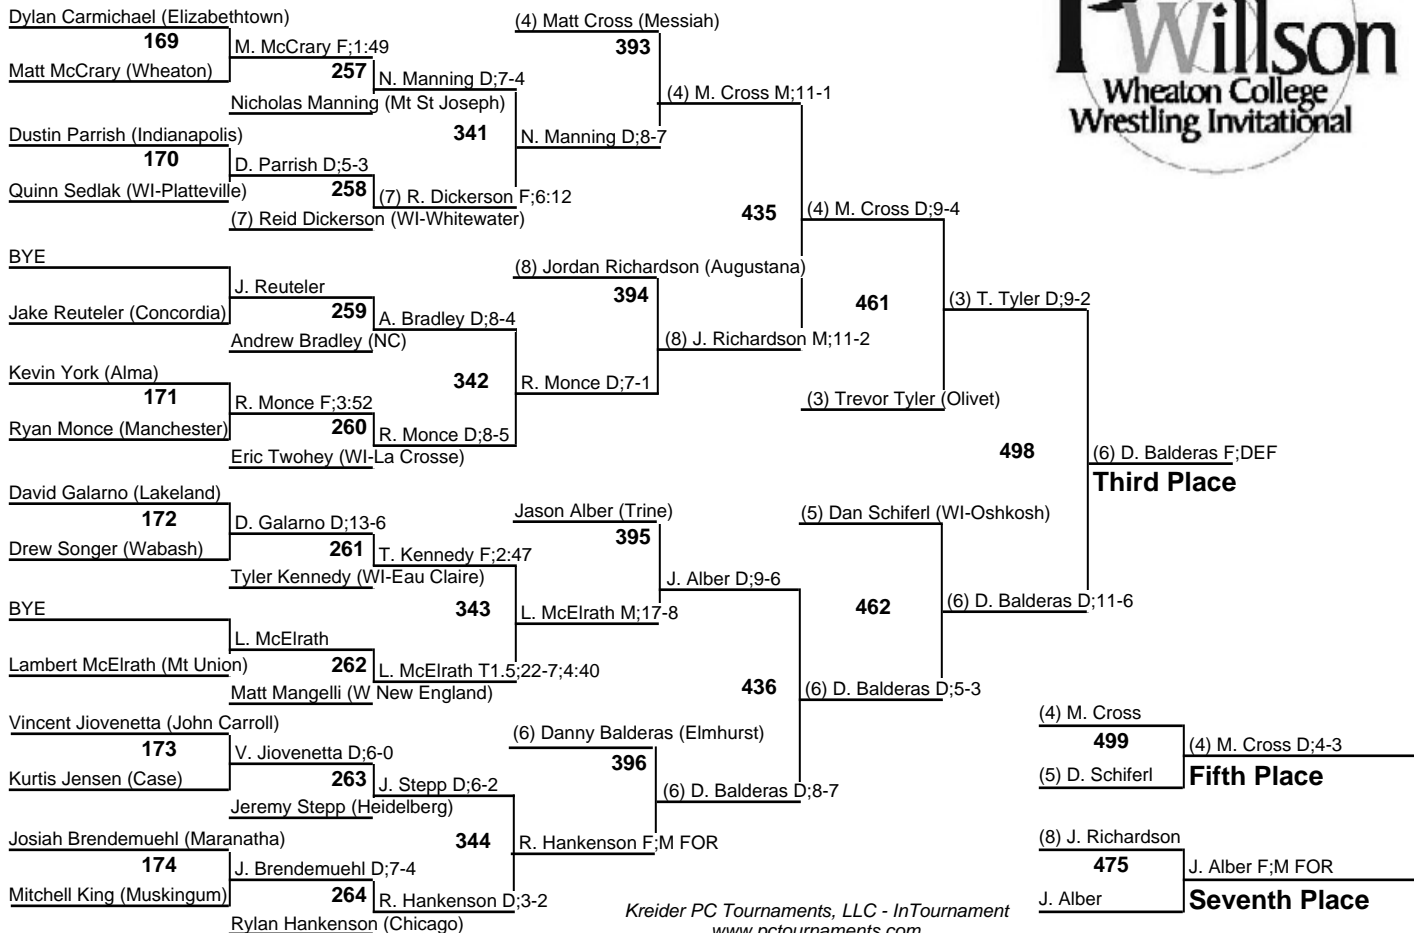 Dylan Carmichael (Elizabethtown)
169
M. McCrary F;1:49
Matt McCrary (Wheaton)
257
N. Manning D;7-4
Nicholas Manning (Mt St Joseph)
Dustin Parrish (Indianapolis)
341
N. Manning D;8-7
170
D. Parrish D;5-3
Quinn Sedlak (WI-Platteville)
258
(7) R. Dickerson F;6:12
(7) Reid Dickerson (WI-Whitewater)
BYE
J. Reuteler
Jake Reuteler (Concordia)
259
A. Bradley D;8-4
Andrew Bradley (NC)
Kevin York (Alma)
342
R. Monce D;7-1
171
R. Monce F;3:52
Ryan Monce (Manchester)
260
R. Monce D;8-5
Eric Twohey (WI-La Crosse)
David Galarno (Lakeland)
172
D. Galarno D;13-6
Drew Songer (Wabash)
261
T. Kennedy F;2:47
Tyler Kennedy (WI-Eau Claire)
BYE
343
L. McElrath M;17-8
L. McElrath
Lambert McElrath (Mt Union)
262
L. McElrath T1.5;22-7;4:40
Matt Mangelli (W New England)
Vincent Jiovenetta (John Carroll)
173
V. Jiovenetta D;6-0
Kurtis Jensen (Case)
263
J. Stepp D;6-2
Jeremy Stepp (Heidelberg)
Josiah Brendemuehl (Maranatha)
344
R. Hankenson F;M FOR
174
J. Brendemuehl D;7-4
Mitchell King (Muskingum)
264
R. Hankenson D;3-2
Rylan Hankenson (Chicago)
(4) Matt Cross (Messiah)
393
(4) M. Cross M;11-1
435
(4) M. Cross D;9-4
(8) Jordan Richardson (Augustana)
394
(8) J. Richardson M;11-2
461
(3) T. Tyler D;9-2
(3) Trevor Tyler (Olivet)
498
(6) D. Balderas F;DEF
Third Place
Jason Alber (Trine)
395
J. Alber D;9-6
(5) Dan Schiferl (WI-Oshkosh)
462
(6) D. Balderas D;11-6
436
(6) D. Balderas D;5-3
(6) Danny Balderas (Elmhurst)
396
(6) D. Balderas D;8-7
(4) M. Cross
499
(4) M. Cross D;4-3
(5) D. Schiferl
Fifth Place
(8) J. Richardson
475
J. Alber F;M FOR
J. Alber
Seventh Place
Kreider PC Tournaments, LLC - InTournament
www.pctournaments.com
Willson
Wheaton College
Wrestling Invitational